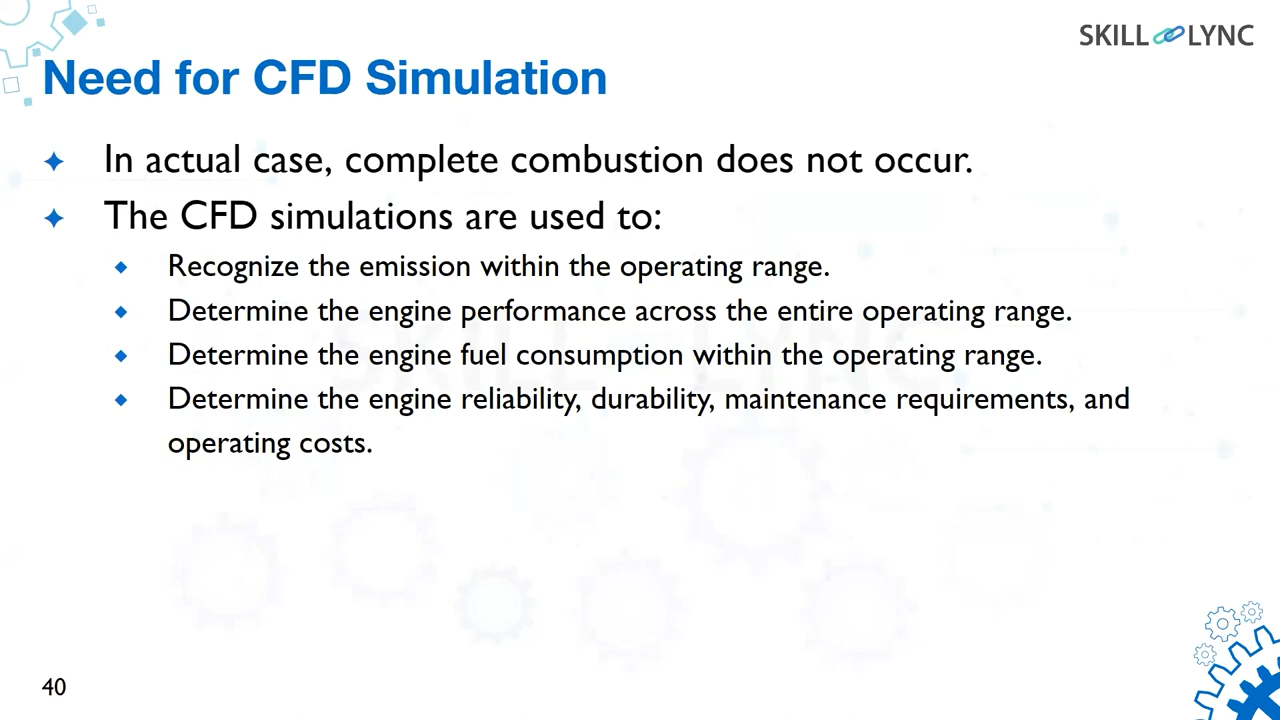 SKILL LYNC
Need for CFD Simulation
In actual case, complete combustion does not occur.
The CFD simulations are used to:
Recognize the emission within the operating range.
Determine the engine performance across the entire operating range.
Determine the engine fuel consumption within the operating range.
Determine the engine reliability, durability, maintenance requirements, and
operating costs.
SKILL LYNC
40